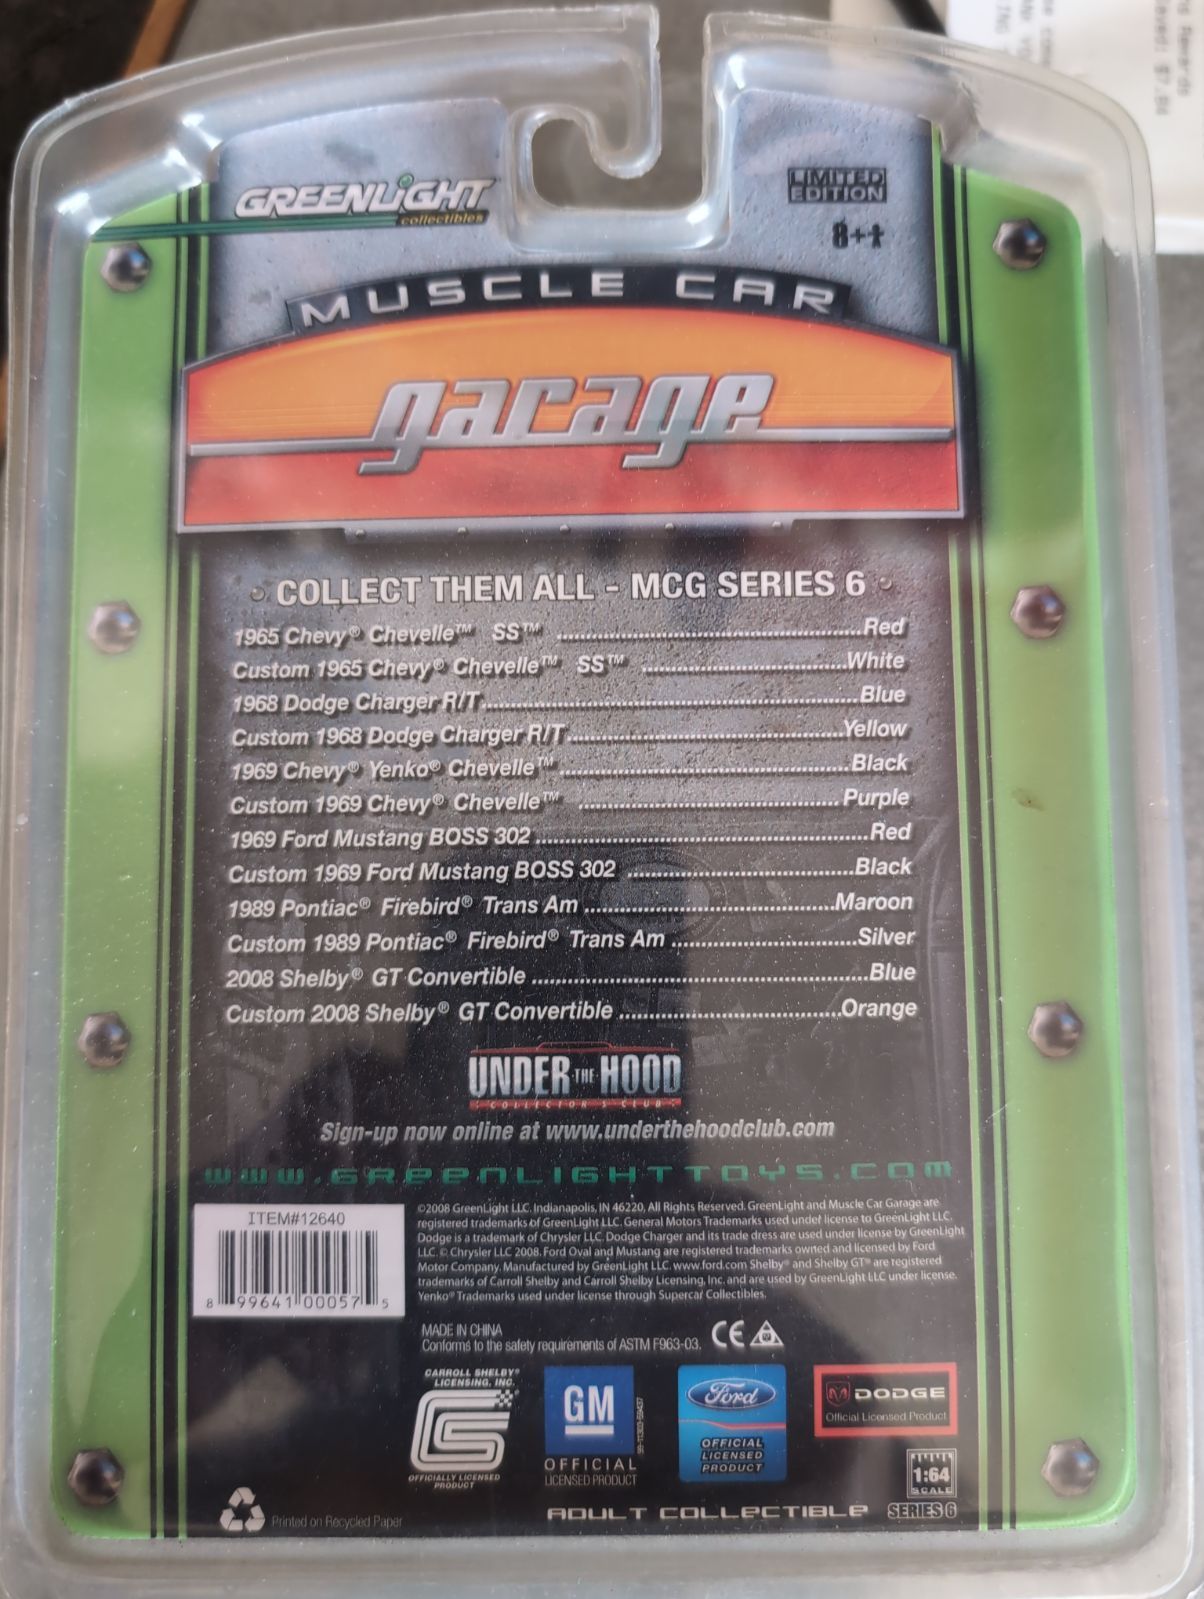 GREENLIGHT
collectibles
LIMITED
EDITION
8+
MUSCLE CAR
garage
COLLECT THEM ALL - MCG SERIES 6
1965 Chevy® Chevelle™ SS™ ........ Red
Custom 1965 Chevy® Chevelle™ SS™ ........ White
1968 Dodge Charger R/T ........ Blue
Custom 1968 Dodge Charger R/T ........ Yellow
1969 Chevy® Yenko® Chevelle™ ........ Black
Custom 1969 Chevy® Chevelle™ ........ Purple
1969 Ford Mustang BOSS 302 ........ Red
Custom 1969 Ford Mustang BOSS 302 ........ Black
1989 Pontiac® Firebird® Trans Am ........ Maroon
Custom 1989 Pontiac® Firebird® Trans Am ........ Silver
2008 Shelby® GT Convertible ........ Blue
Custom 2008 Shelby® GT Convertible ........ Orange
UNDER THE HOOD
COLLECTOR'S CLUB
Sign-up now online at www.underthehoodclub.com
www.GreenLightToys.com
ITEM#12640
8 99641 00057 5
©2008 GreenLight LLC. Indianapolis, IN 46220, All Rights Reserved. GreenLight and Muscle Car Garage are
registered trademarks of GreenLight LLC. General Motors Trademarks used under license to GreenLight LLC.
Dodge is a trademark of Chrysler LLC. Dodge Charger and its trade dress are used under license by GreenLight
LLC. © Chrysler LLC 2008. Ford Oval and Mustang are registered trademarks owned and licensed by Ford
Motor Company. Manufactured by GreenLight LLC. www.ford.com Shelby® and Shelby GT® are registered
trademarks of Carroll Shelby and Carroll Shelby Licensing, Inc. and are used by GreenLight LLC under license.
Yenko® Trademarks used under license through Supercar Collectibles.
MADE IN CHINA
Conforms to the safety requirements of ASTM F963-03.
CE
CARROLL SHELBY®
LICENSING, INC.
CS
OFFICIALLY LICENSED
PRODUCT
GM
OFFICIAL
LICENSED PRODUCT
Ford
OFFICIAL
LICENSED
PRODUCT
DODGE
Official Licensed Product
1:64
SCALE
SERIES 6
ADULT COLLECTIBLE
Printed on Recycled Paper